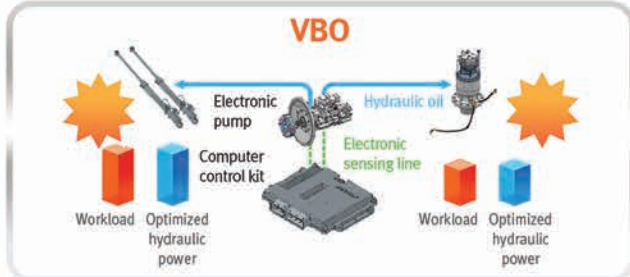 VBO
Electronic
pump
Hydraulic oil
Electronic
sensing line
Computer
control kit
Workload
Optimized
hydraulic
power
Workload
Optimized
hydraulic
power